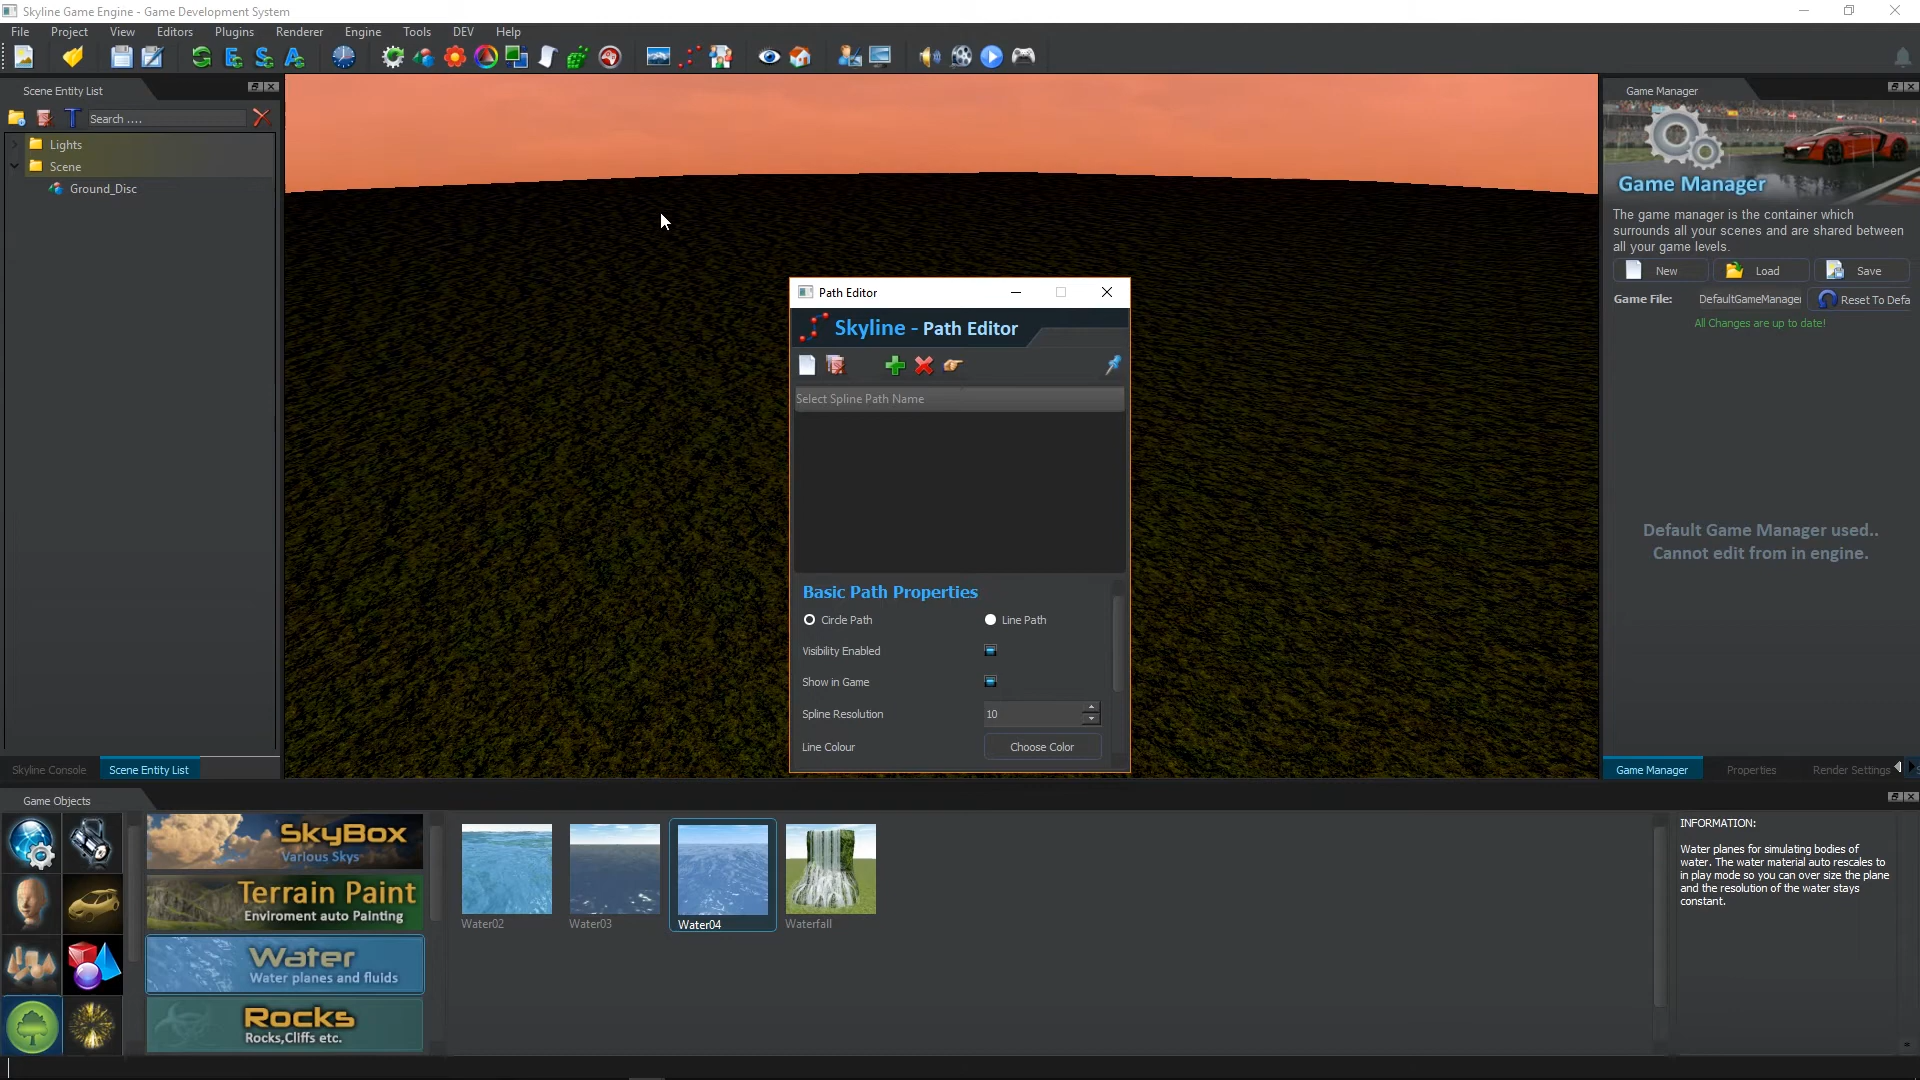 Skyline Game Engine - Game Development System
File Project View Editors Plugins Renderer Engine Tools DEV Help
Scene Entity List
Search ....
Lights
Scene
Ground_Disc
Skyline Console Scene Entity List
Path Editor
Skyline - Path Editor
Select Spline Path Name
Basic Path Properties
Circle Path Line Path
Visibility Enabled
Show in Game
Spline Resolution 10
Line Colour Choose Color
Game Manager
Game Manager
The game manager is the container which
surrounds all your scenes and are shared between
all your game levels.
New Load Save
Game File: DefaultGameManager Reset To Defa
All Changes are up to date!
Default Game Manager used..
Cannot edit from in engine.
Game Manager Properties Render Settings
Game Objects
SkyBox
Various Skys
Terrain Paint
Enviroment auto Painting
Water
Water planes and fluids
Rocks
Rocks,Cliffs etc.
Water02 Water03 Water04 Waterfall
INFORMATION:
Water planes for simulating bodies of
water. The water material auto rescales to
in play mode so you can over size the plane
and the resolution of the water stays
constant.